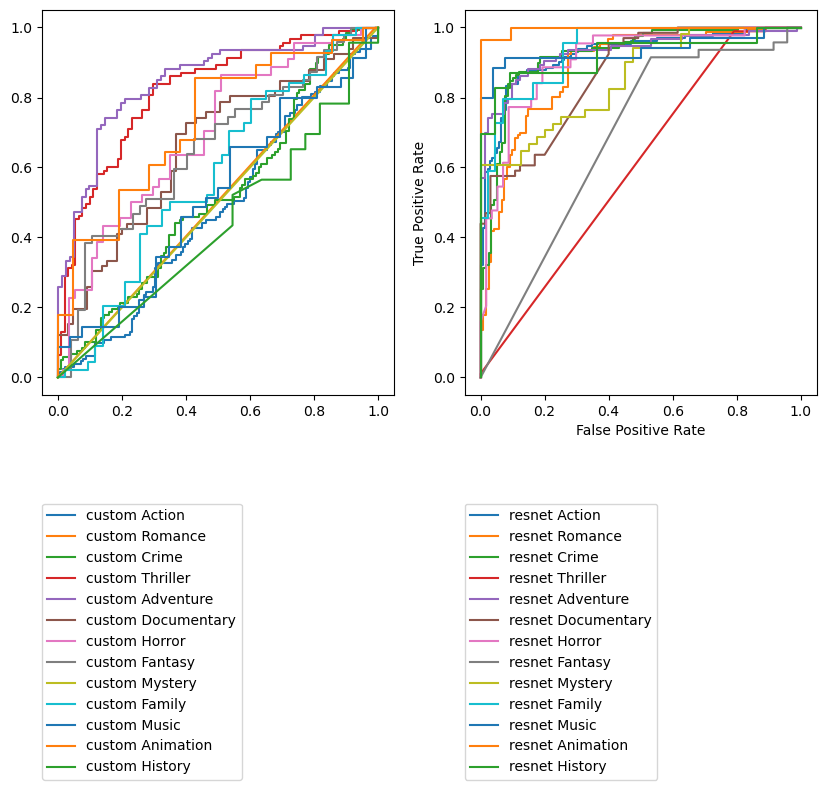 1.0
0.8
0.6
0.4
0.2
0.0
0.0 0.2 0.4 0.6 0.8 1.0
True Positive Rate
1.0
0.8
0.6
0.4
0.2
0.0
0.0 0.2 0.4 0.6 0.8 1.0
False Positive Rate
custom Action
custom Romance
custom Crime
custom Thriller
custom Adventure
custom Documentary
custom Horror
custom Fantasy
custom Mystery
custom Family
custom Music
custom Animation
custom History
resnet Action
resnet Romance
resnet Crime
resnet Thriller
resnet Adventure
resnet Documentary
resnet Horror
resnet Fantasy
resnet Mystery
resnet Family
resnet Music
resnet Animation
resnet History